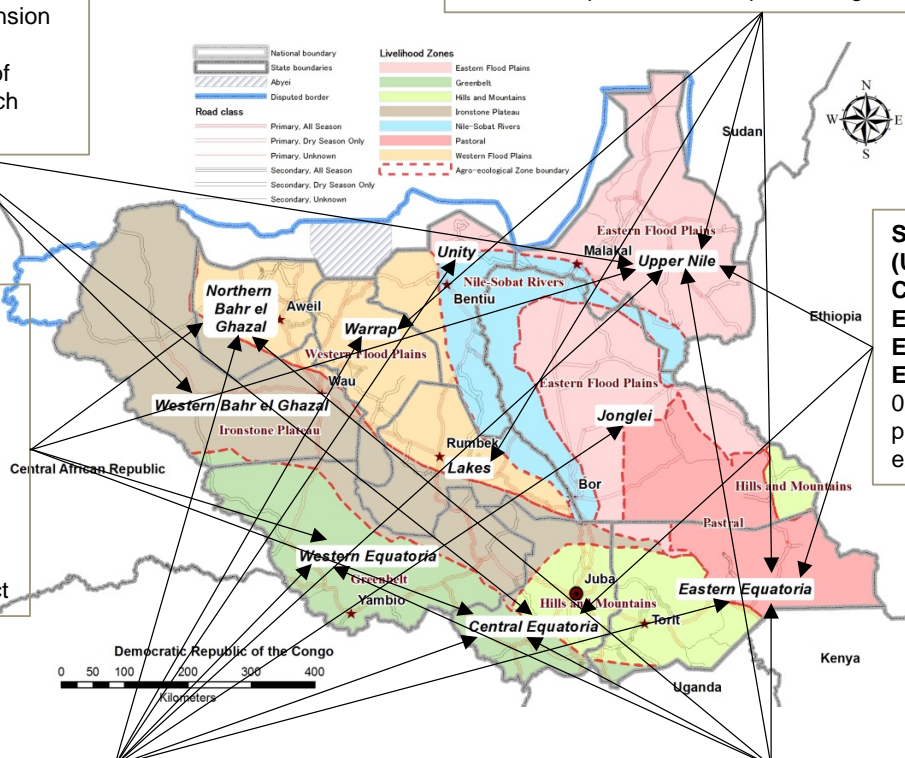 nsion
of
ch
National boundary
State boundaries
Abyei
Disputed border
Road class
Primary, All Season
Primary, Dry Season Only
Primary, Unknown
Secondary, All Season
Secondary, Dry Season Only
Secondary, Unknown
Livelihood Zones
Eastern Flood Plains
Greenbelt
Hills and Mountains
Ironstone Plateau
Nile-Sobat Rivers
Pastoral
Western Flood Plains
Agro-ecological Zone boundary
N
W
E
S
Sudan
Eastern Flood Plains
Malakal
Upper Nile
Unity
Nile-Sobat Rivers
Bentiu
Northern
Bahr el
Ghazal
Aweil
Warrap
Western Flood Plains
Ethiopia
Wau
Eastern Flood Plains
Western Bahr el Ghazal
Jonglei
Ironstone Plateau
Rumbek
Lakes
Central African Republic
Bor
Hills and Mountains
Pastral
Western Equatoria
Greenbelt
Juba
Eastern Equatoria
Yambio
Hills and Mountains
Central Equatoria
Torit
Democratic Republic of the Congo
Kenya
Uganda
0 50 100 200 300 400
Kilometers
S
(U
C
E
E
E
0
p
e
ct